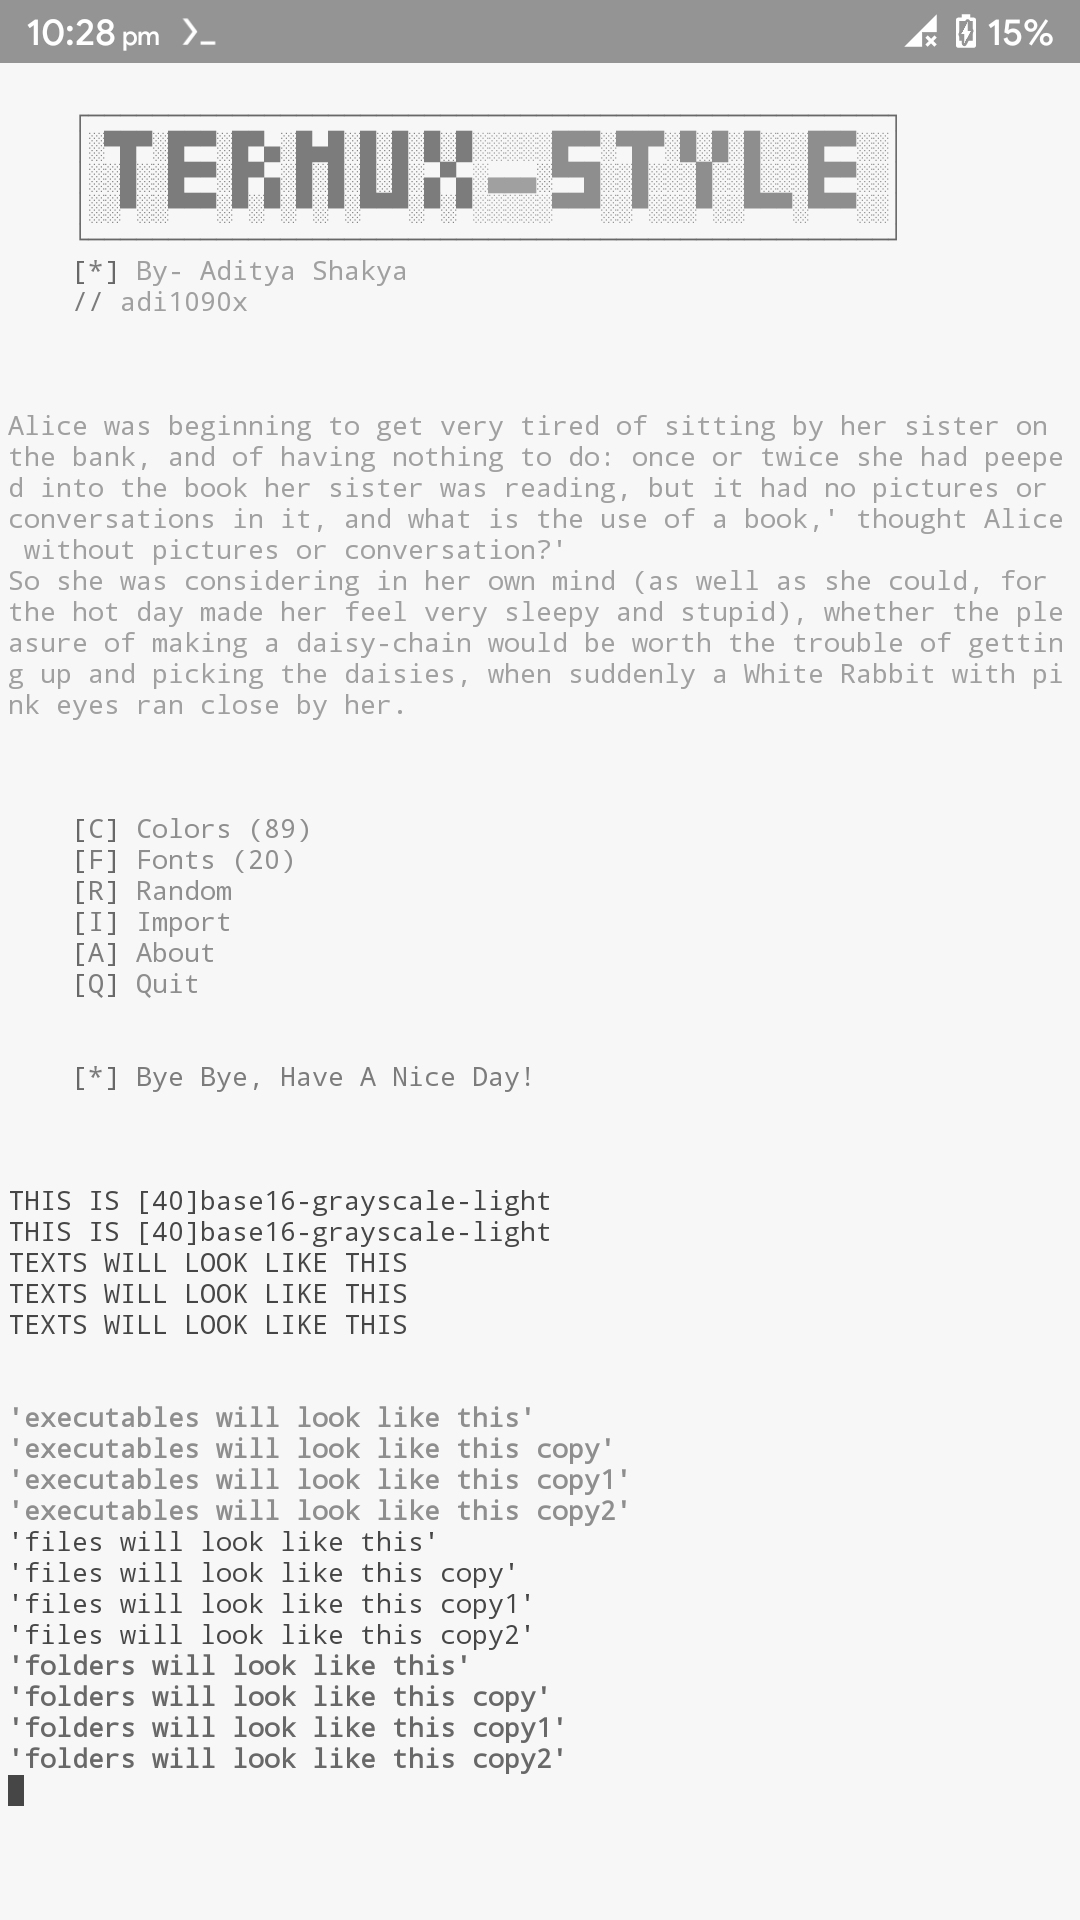 10:28 pm 15%
TERMUX-STYLE
[*] By- Aditya Shakya
// adi1090x
Alice was beginning to get very tired of sitting by her sister on
the bank, and of having nothing to do: once or twice she had peepe
d into the book her sister was reading, but it had no pictures or
conversations in it, and what is the use of a book,' thought Alice
without pictures or conversation?'
So she was considering in her own mind (as well as she could, for
the hot day made her feel very sleepy and stupid), whether the ple
asure of making a daisy-chain would be worth the trouble of gettin
g up and picking the daisies, when suddenly a White Rabbit with pi
nk eyes ran close by her.
[C] Colors (89)
[F] Fonts (20)
[R] Random
[I] Import
[A] About
[Q] Quit
[*] Bye Bye, Have A Nice Day!
THIS IS [40]base16-grayscale-light
THIS IS [40]base16-grayscale-light
TEXTS WILL LOOK LIKE THIS
TEXTS WILL LOOK LIKE THIS
TEXTS WILL LOOK LIKE THIS
'executables will look like this'
'executables will look like this copy'
'executables will look like this copy1'
'executables will look like this copy2'
'files will look like this'
'files will look like this copy'
'files will look like this copy1'
'files will look like this copy2'
'folders will look like this'
'folders will look like this copy'
'folders will look like this copy1'
'folders will look like this copy2'